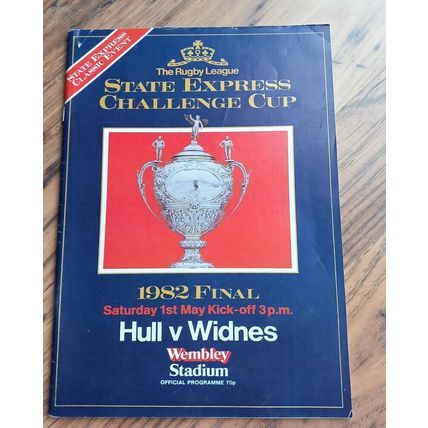 STATE EXPRESS
CLASSIC EVENT
The Rugby League
STATE EXPRESS
CHALLENGE CUP
1982 FINAL
Saturday 1st May Kick-off 3p.m.
Hull v Widnes
Wembley
Stadium
OFFICIAL PROGRAMME 70p